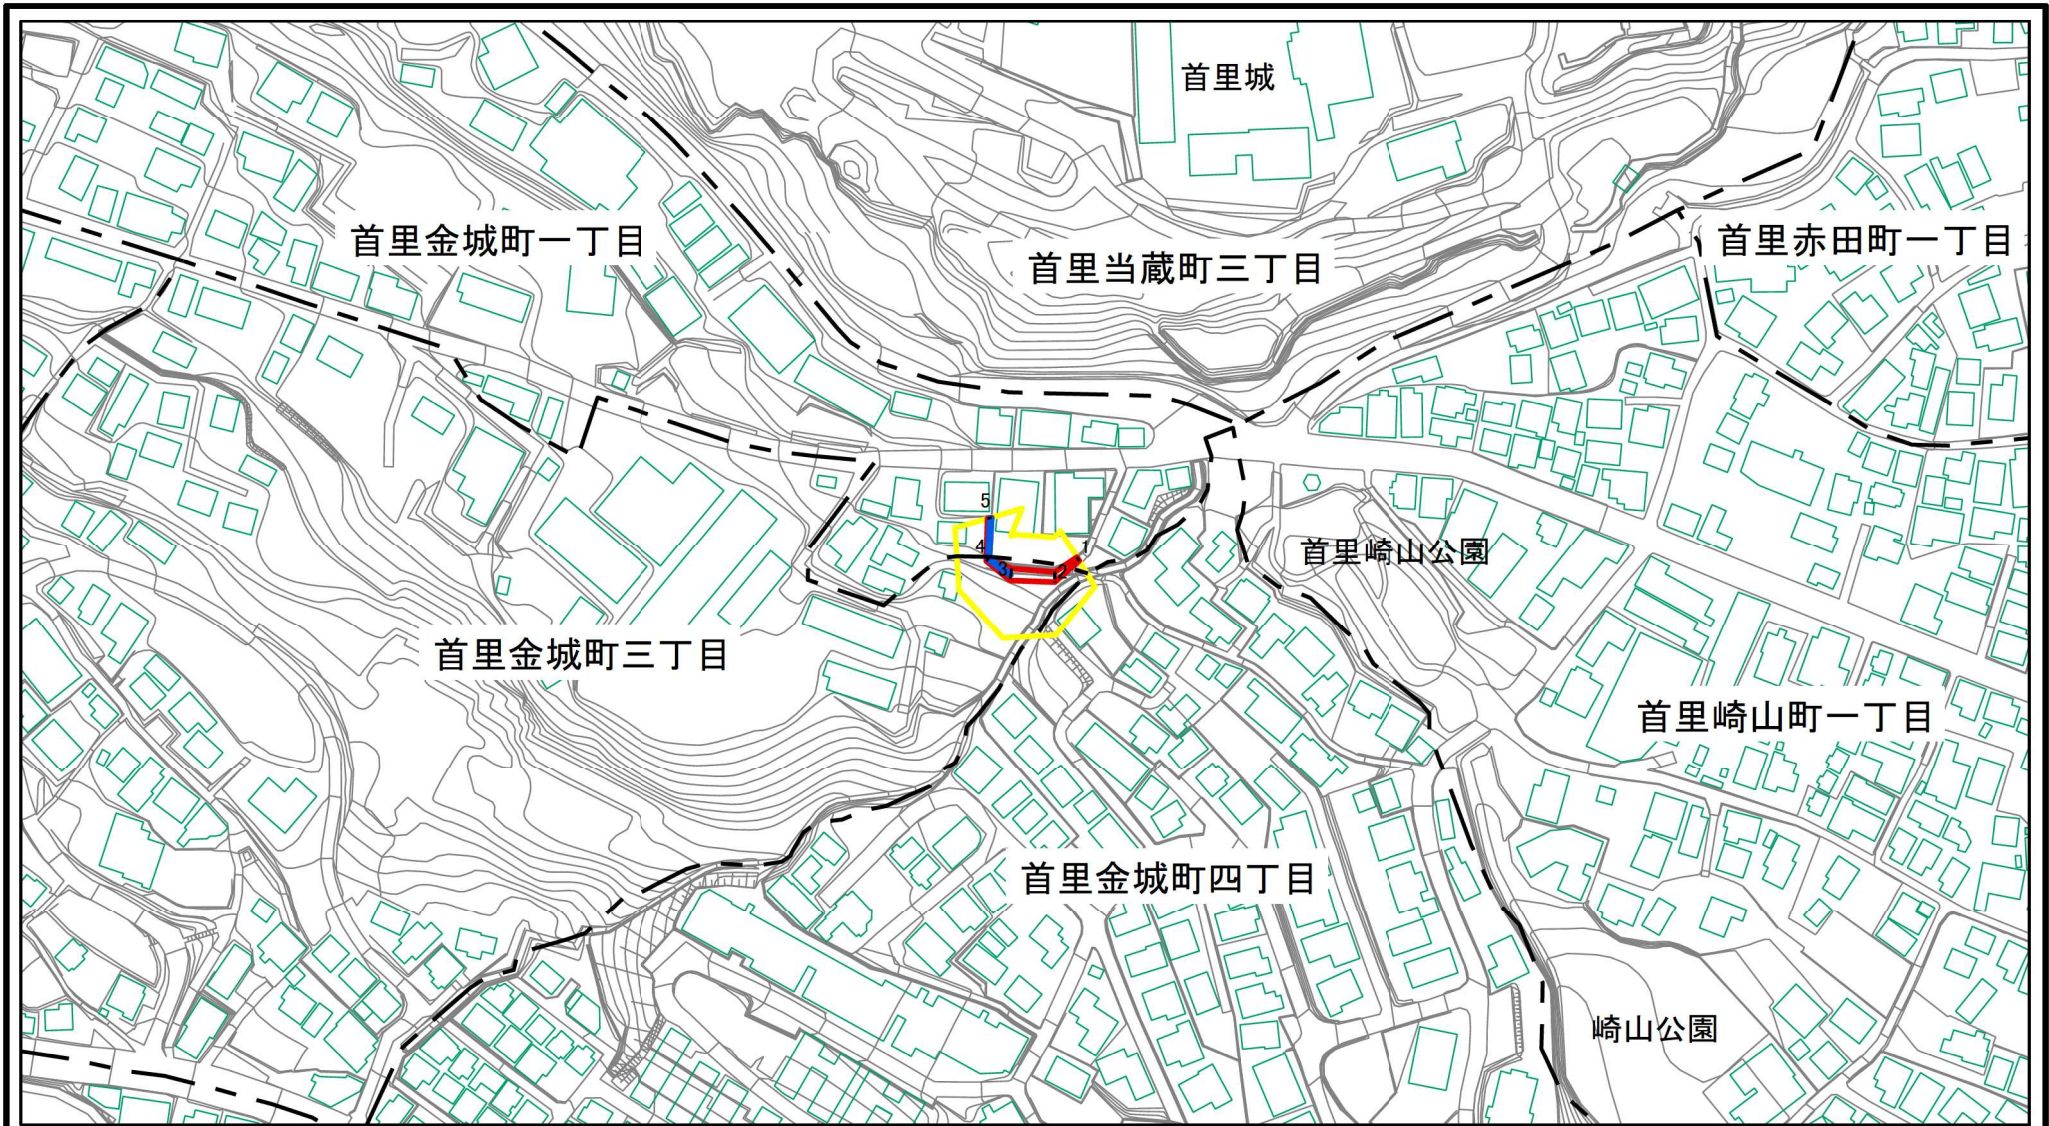 首里城
首里金城町一丁目
首里当蔵町三丁目
首里赤田町一丁目
5
4
3
2
1
首里崎山公園
首里金城町三丁目
首里崎山町一丁目
首里金城町四丁目
崎山公園